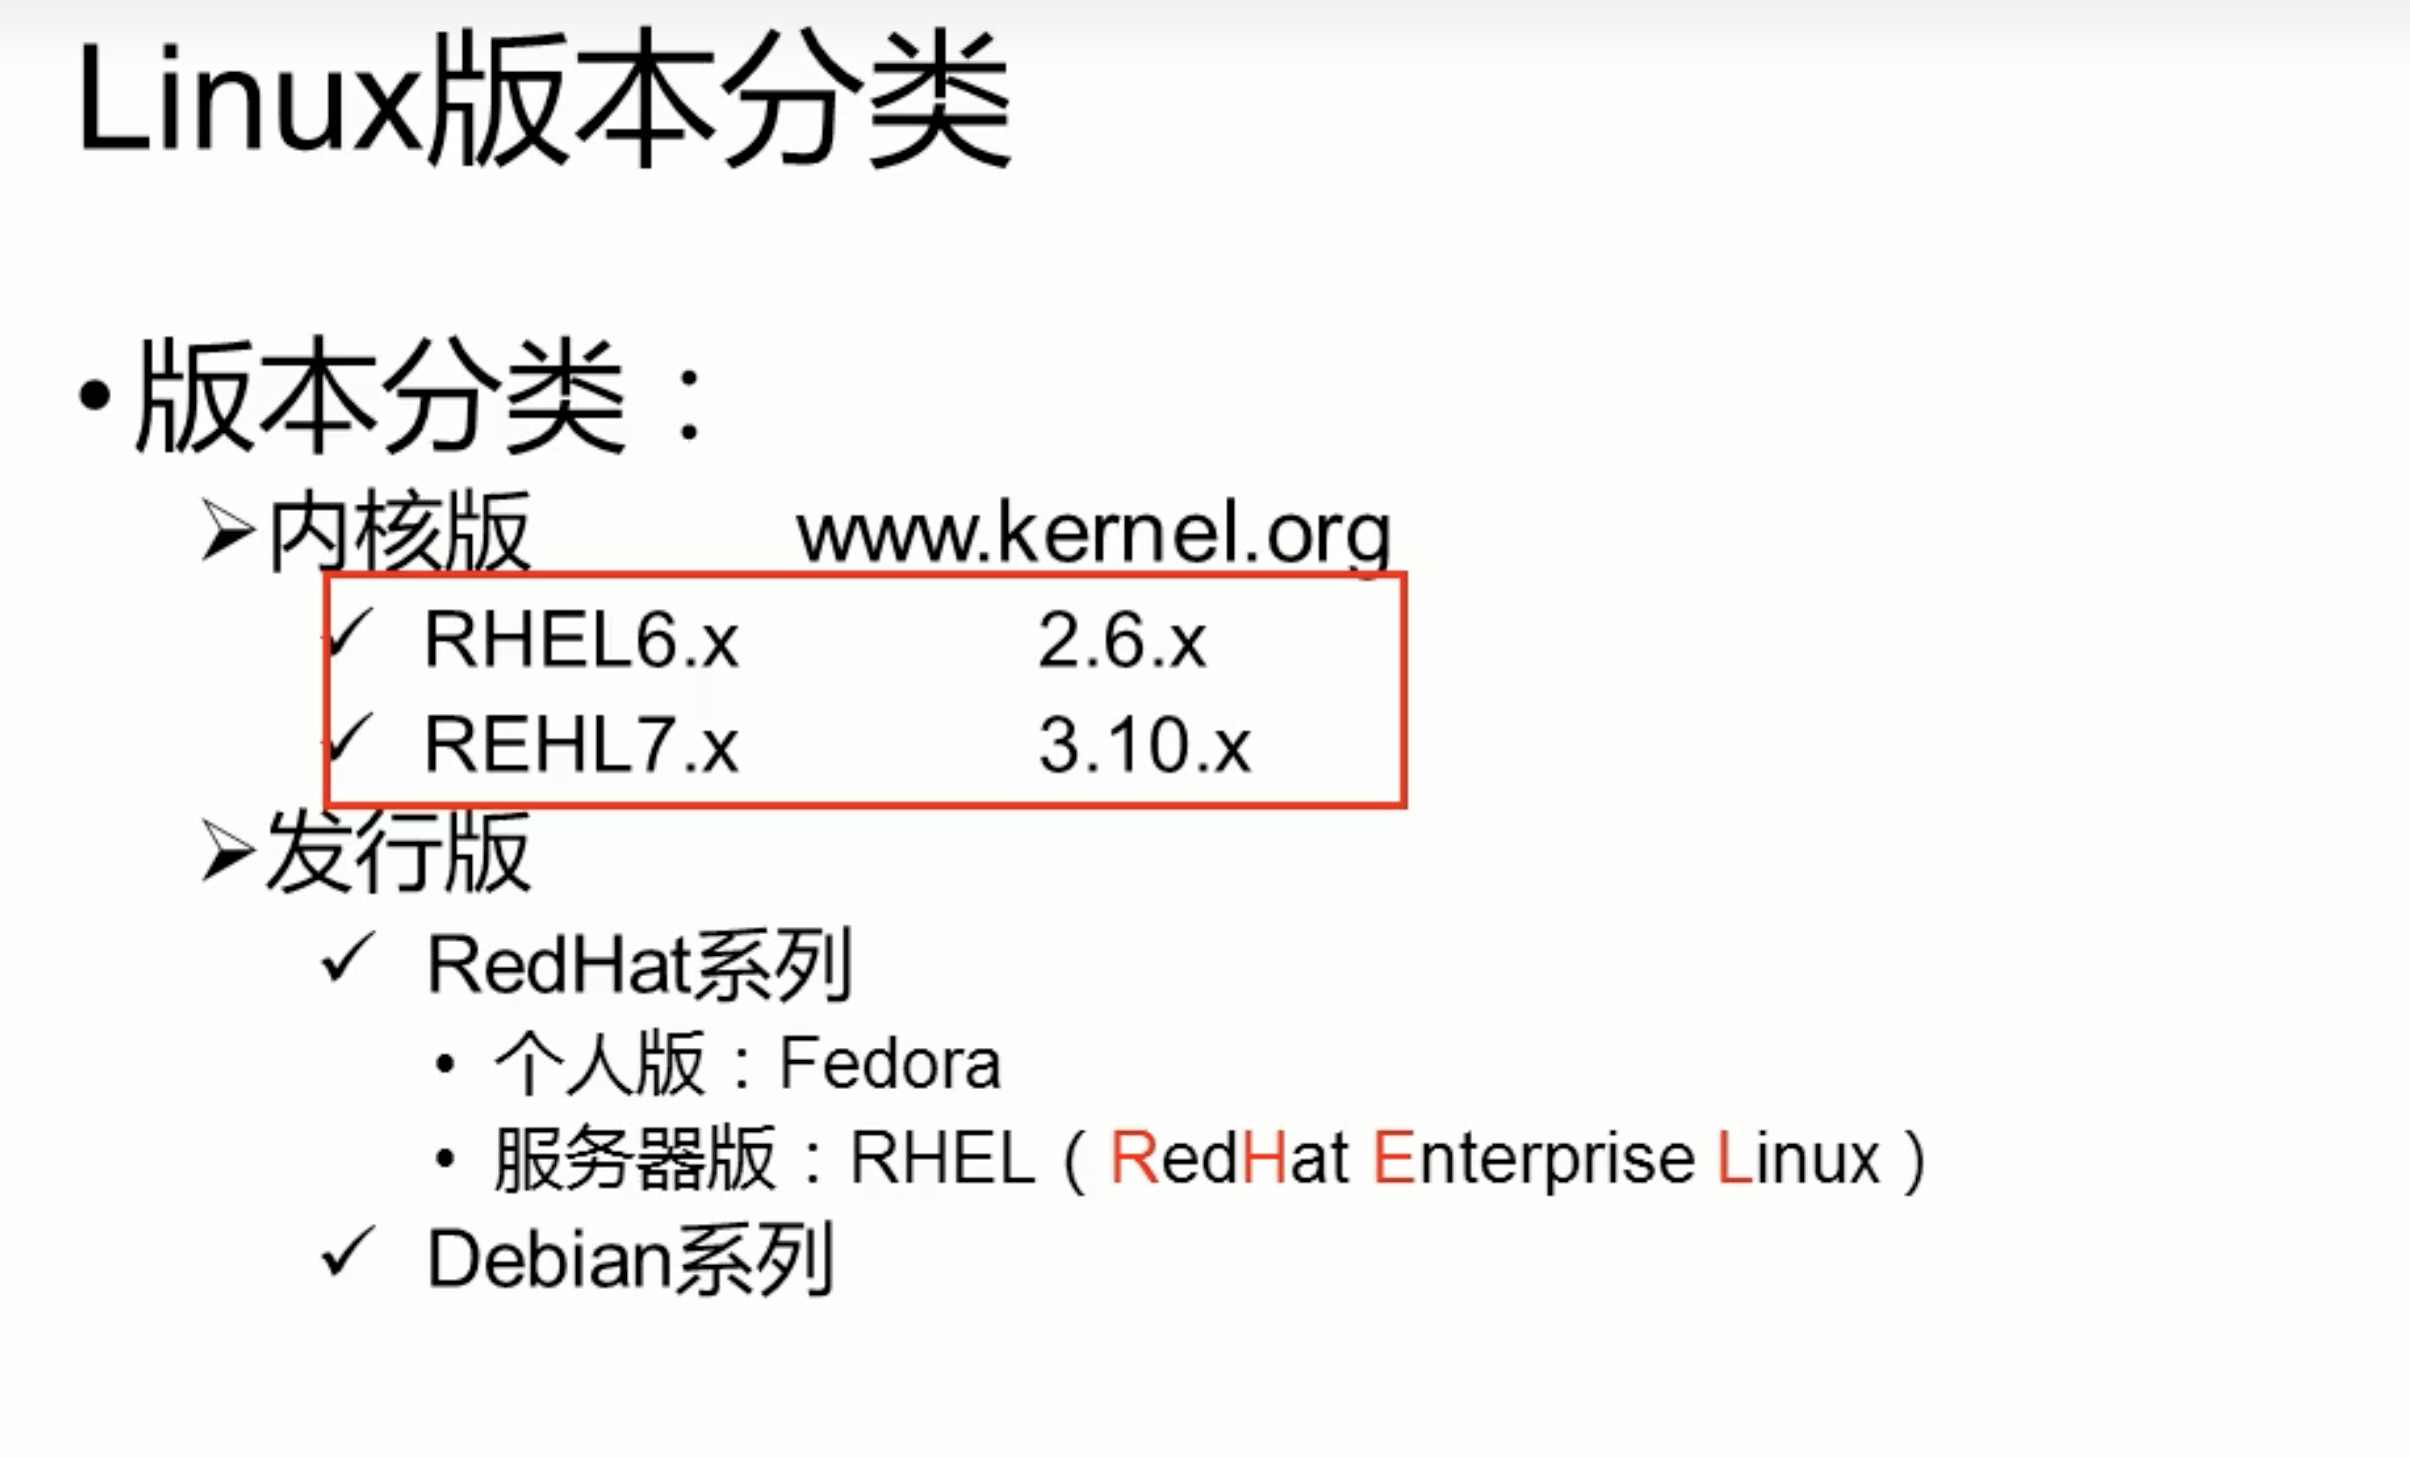 Linux版本分类
•版本分类：
➢内核版 www.kernel.org
✓ RHEL6.x 2.6.x
✓ REHL7.x 3.10.x
➢发行版
✓ RedHat系列
• 个人版：Fedora
• 服务器版：RHEL（RedHat Enterprise Linux）
✓ Debian系列